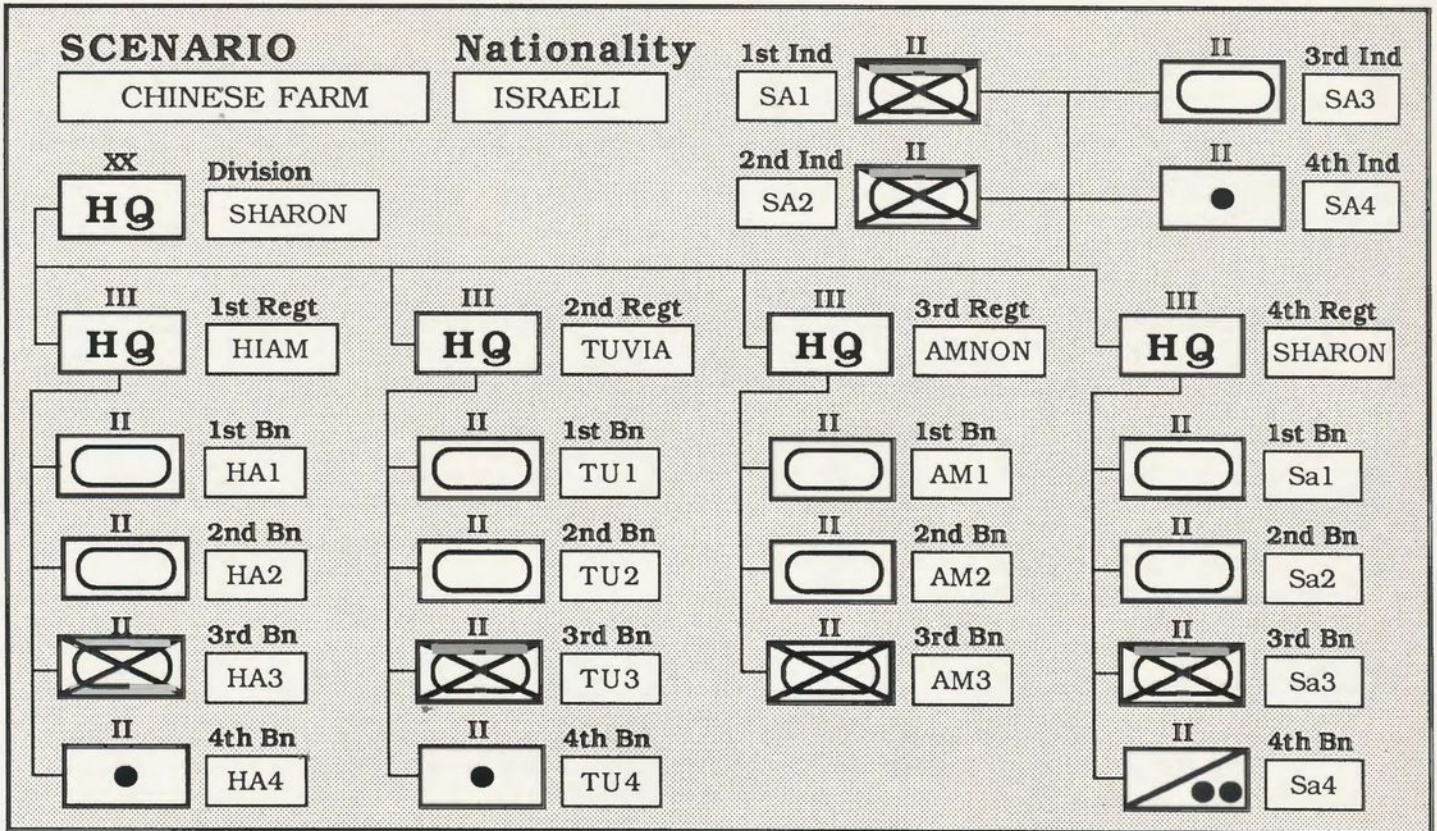 SCENARIO
Nationality
CHINESE FARM
ISRAELI
1st Ind
II
SA1
II
3rd Ind
SA3
2nd Ind
II
SA2
II
4th Ind
SA4
XX
HQ
Division
SHARON
III
HQ
1st Regt
HIAM
III
HQ
2nd Regt
TUVIA
III
HQ
3rd Regt
AMNON
III
HQ
4th Regt
SHARON
II
1st Bn
HA1
II
1st Bn
TU1
II
1st Bn
AM1
II
1st Bn
Sa1
II
2nd Bn
HA2
II
2nd Bn
TU2
II
2nd Bn
AM2
II
2nd Bn
Sa2
II
3rd Bn
HA3
II
3rd Bn
TU3
II
3rd Bn
AM3
II
3rd Bn
Sa3
II
4th Bn
HA4
II
4th Bn
TU4
II
4th Bn
Sa4